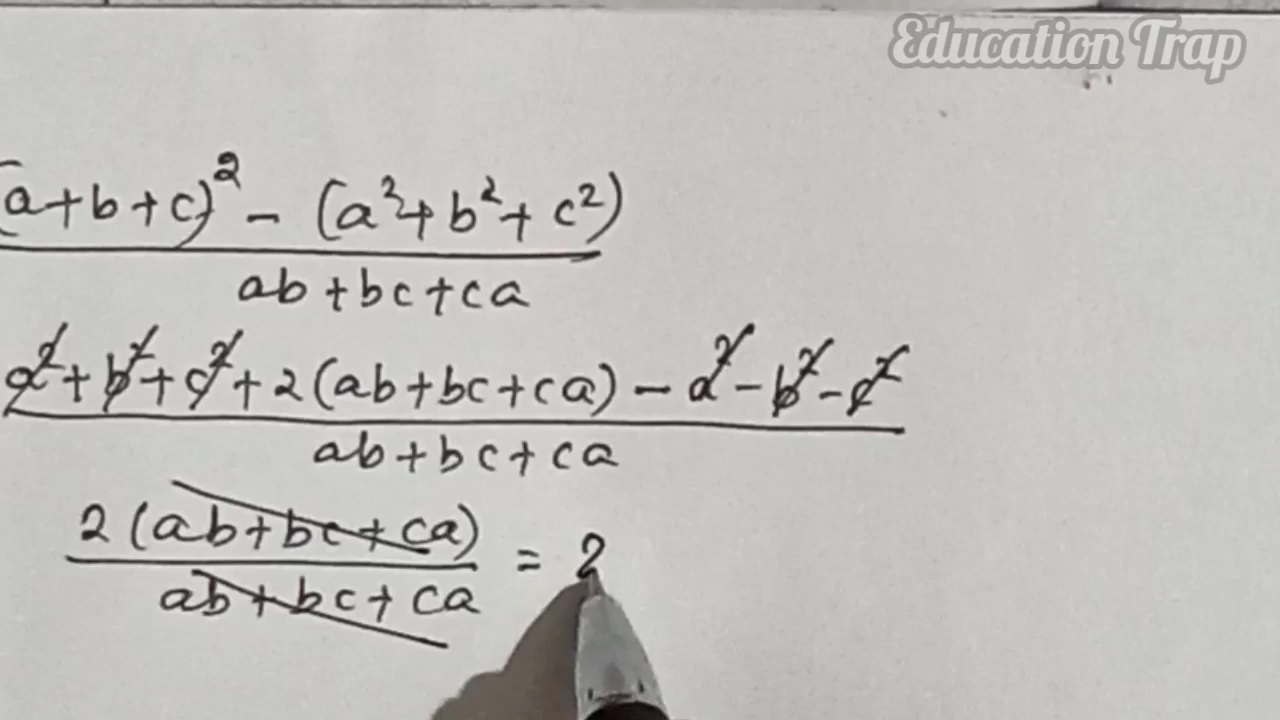 Education Trap
(a+b+c)² - (a²+b²+c²)
ab+bc+ca
a²+b²+c²+2(ab+bc+ca)-a²-b²-c²
ab+bc+ca
2(ab+bc+ca)
ab+bc+ca
= 2